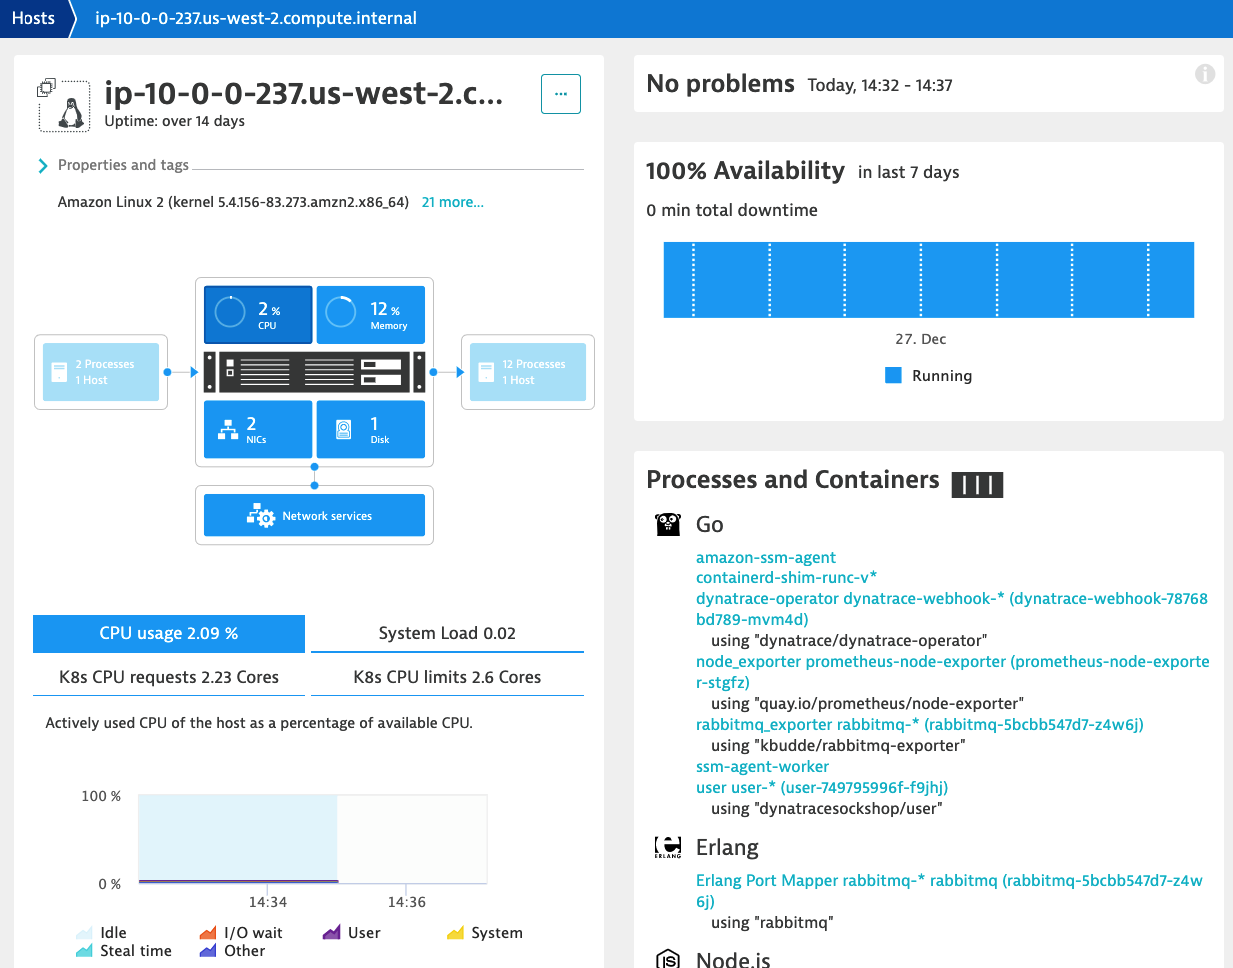 Hosts
ip-10-0-0-237.us-west-2.compute.internal
ip-10-0-0-237.us-west-2.c...
...
Uptime: over 14 days
Properties and tags
Amazon Linux 2 (kernel 5.4.156-83.273.amzn2.x86_64) 21 more...
2 %
CPU
12 %
Memory
2 Processes
1 Host
12 Processes
1 Host
2
NICs
1
Disk
Network services
CPU usage 2.09 %
System Load 0.02
K8s CPU requests 2.23 Cores
K8s CPU limits 2.6 Cores
Actively used CPU of the host as a percentage of available CPU.
100 %
0 %
14:34
14:36
Idle
I/O wait
User
System
Steal time
Other
No problems Today, 14:32 - 14:37
100% Availability in last 7 days
0 min total downtime
27. Dec
Running
Processes and Containers
Go
amazon-ssm-agent
containerd-shim-runc-v*
dynatrace-operator dynatrace-webhook-* (dynatrace-webhook-78768
bd789-mvm4d)
using "dynatrace/dynatrace-operator"
node_exporter prometheus-node-exporter (prometheus-node-exporte
r-stgfz)
using "quay.io/prometheus/node-exporter"
rabbitmq_exporter rabbitmq-* (rabbitmq-5bcbb547d7-z4w6j)
using "kbudde/rabbitmq-exporter"
ssm-agent-worker
user user-* (user-749795996f-f9jhj)
using "dynatracesockshop/user"
ERLANG
Erlang
Erlang Port Mapper rabbitmq-* rabbitmq (rabbitmq-5bcbb547d7-z4w
6j)
using "rabbitmq"
Node.js